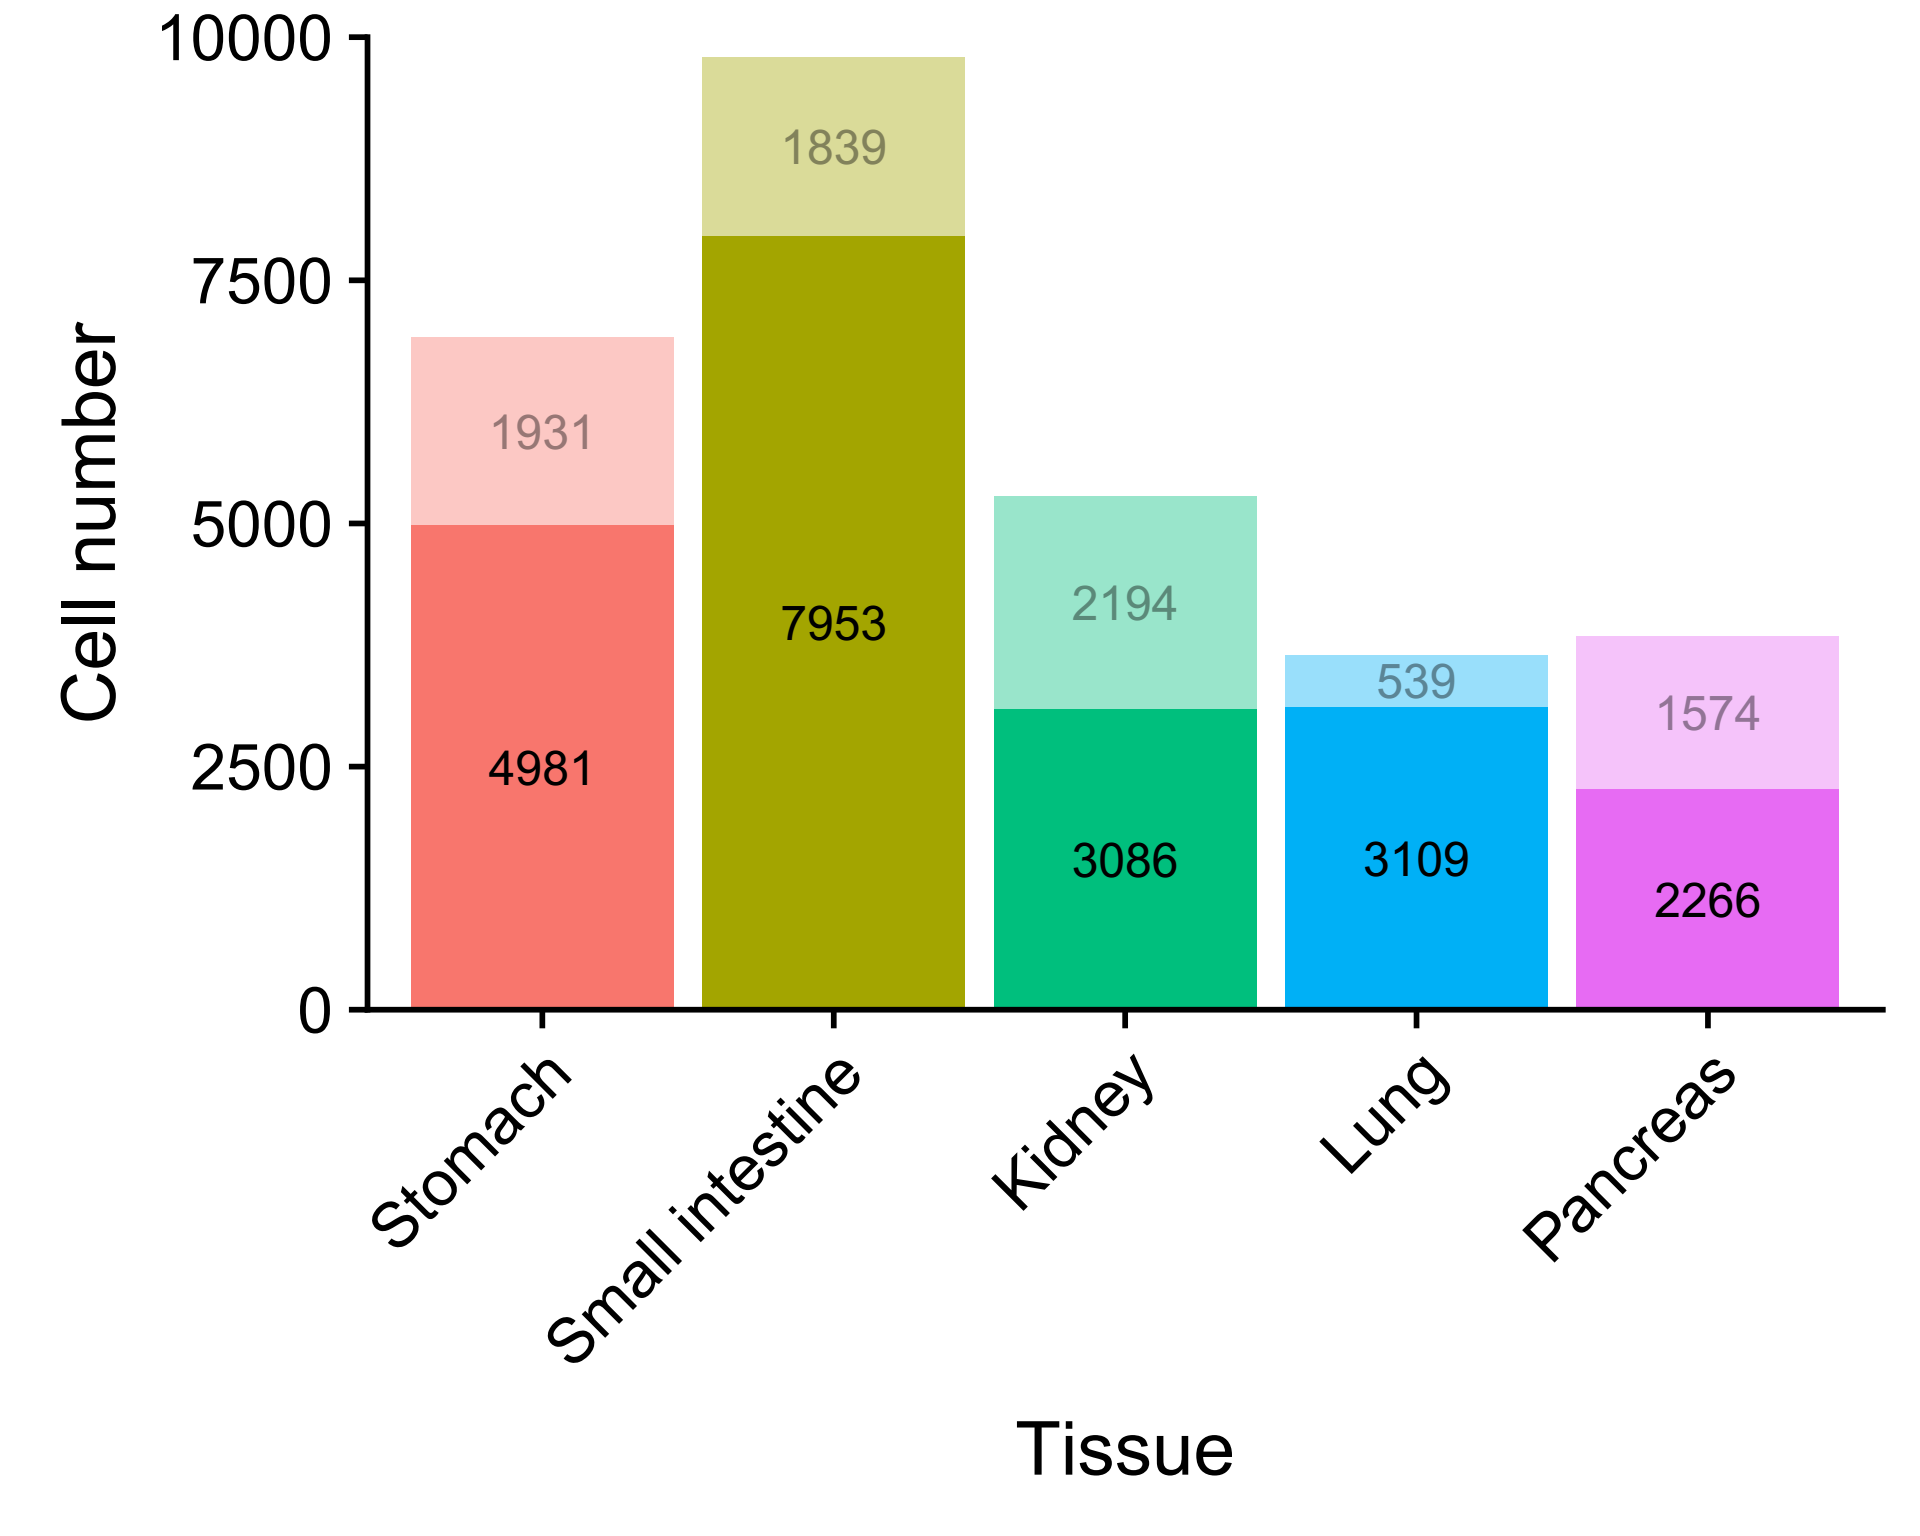 10000
7500
5000
2500
0
Cell number
1931
4981
1839
7953
2194
3086
539
3109
1574
2266
Stomach
Small intestine
Kidney
Lung
Pancreas
Tissue